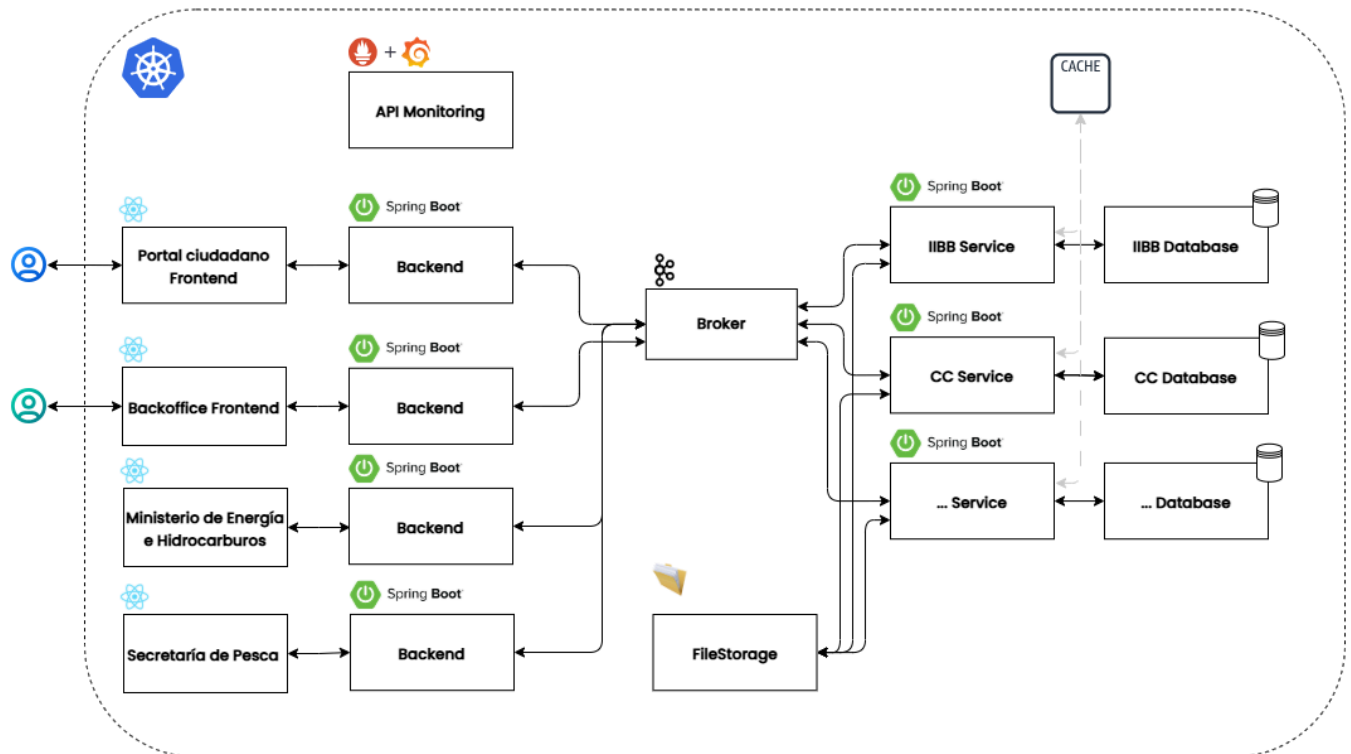 +
API Monitoring
CACHE
Spring Boot
Portal ciudadano
Frontend
Backend
Spring Boot
IIBB Service
IIBB Database
Broker
Spring Boot
Backoffice Frontend
Backend
Spring Boot
CC Service
CC Database
Spring Boot
Ministerio de Energía
e Hidrocarburos
Backend
Spring Boot
... Service
... Database
Spring Boot
Secretaría de Pesca
Backend
FileStorage